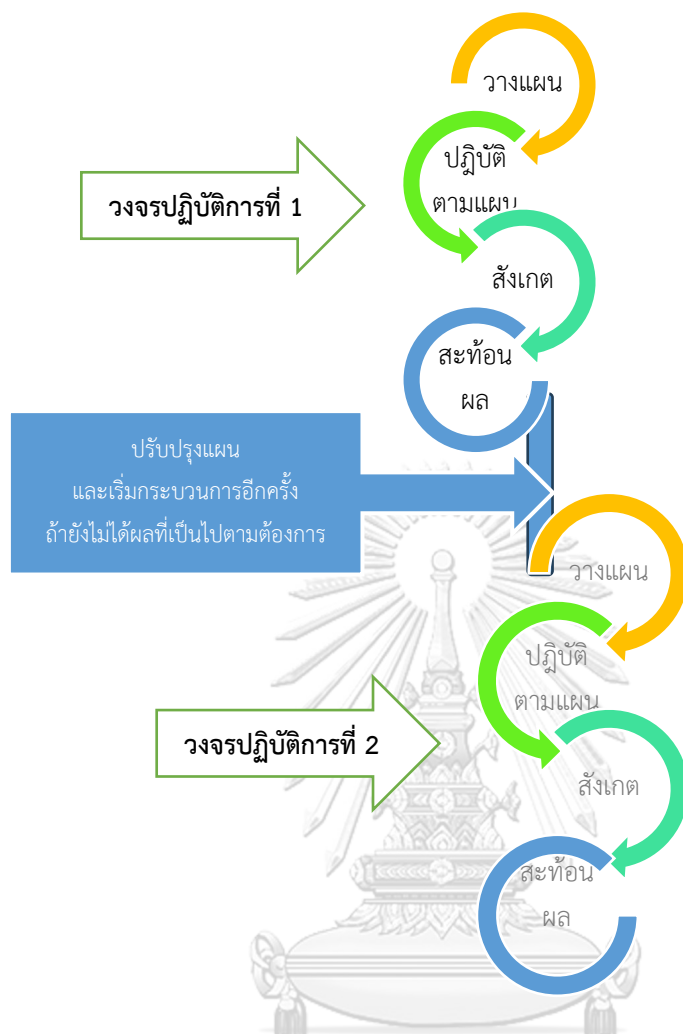 วางแผน
ปฎิบัติ
ตามแผน
วงจรปฏิบัติการที่ 1
สังเกต
สะท้อน
ผล
ปรับปรุงแผน
และเริ่มกระบวนการอีกครั้ง
ถ้ายังไม่ได้ผลที่เป็นไปตามต้องการ
วางแผน
ปฎิบัติ
ตามแผน
วงจรปฏิบัติการที่ 2
สังเกต
สะท้อน
ผล